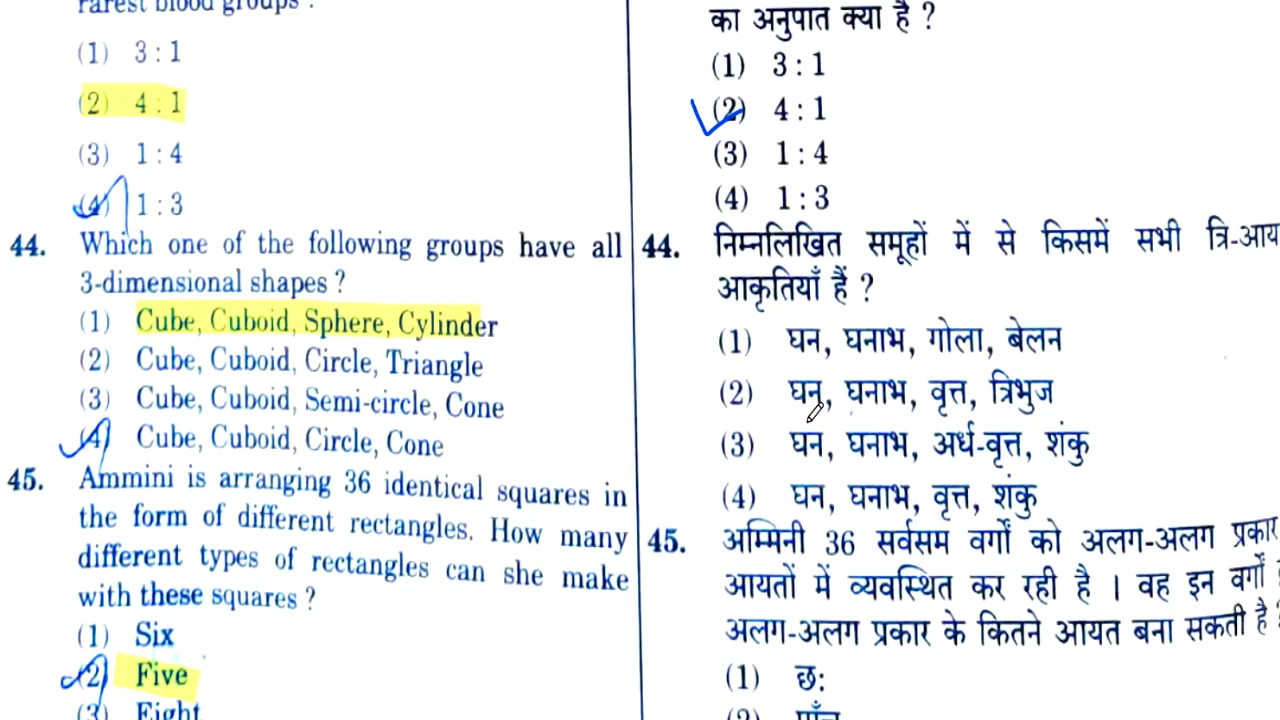 rarest blood groups ?
(1) 3 : 1
(2) 4 : 1
(3) 1 : 4
(4) 1 : 3
44. Which one of the following groups have all
3-dimensional shapes ?
(1) Cube, Cuboid, Sphere, Cylinder
(2) Cube, Cuboid, Circle, Triangle
(3) Cube, Cuboid, Semi-circle, Cone
(4) Cube, Cuboid, Circle, Cone
45. Ammini is arranging 36 identical squares in
the form of different rectangles. How many
different types of rectangles can she make
with these squares ?
(1) Six
(2) Five
(3) Eight
का अनुपात क्या है ?
(1) 3 : 1
(2) 4 : 1
(3) 1 : 4
(4) 1 : 3
44. निम्नलिखित समूहों में से किसमें सभी त्रि-आय
आकृतियाँ हैं ?
(1) घन, घनाभ, गोला, बेलन
(2) घन, घनाभ, वृत्त, त्रिभुज
(3) घन, घनाभ, अर्ध-वृत्त, शंकु
(4) घन, घनाभ, वृत्त, शंकु
45. अम्मिनी 36 सर्वसम वर्गों को अलग-अलग प्रकार
आयतों में व्यवस्थित कर रही है । वह इन वर्गों
अलग-अलग प्रकार के कितने आयत बना सकती है ?
(1) छ:
(2) पाँच